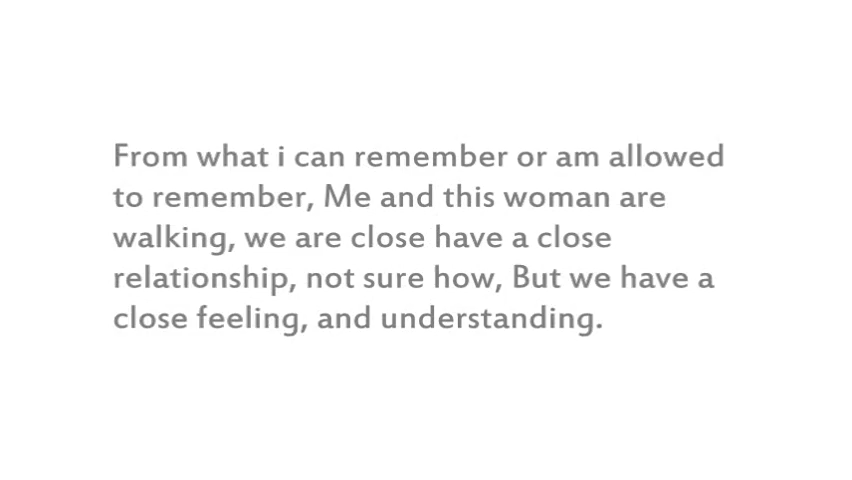 From what i can remember or am allowed
to remember, Me and this woman are
walking, we are close have a close
relationship, not sure how, But we have a
close feeling, and understanding.